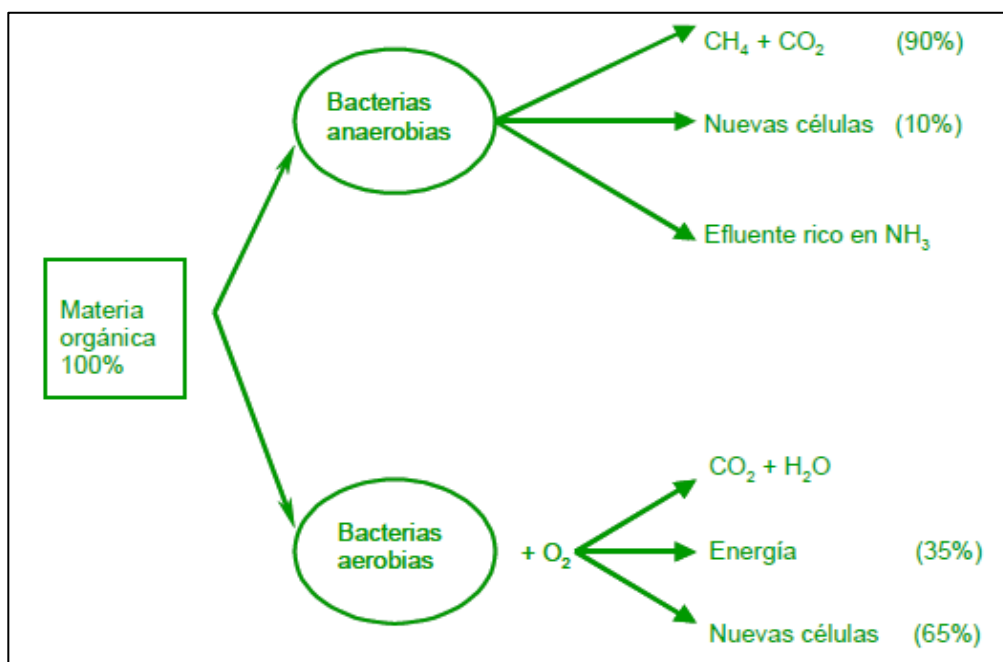 Materia
orgánica
100%
Bacterias
anaerobias
CH₄ + CO₂ (90%)
Nuevas células (10%)
Efluente rico en NH₃
Bacterias
aerobias
+ O₂
CO₂ + H₂O
Energía (35%)
Nuevas células (65%)